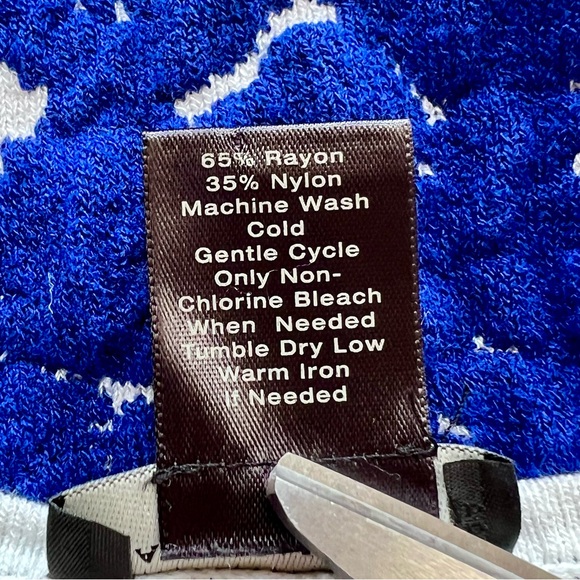 65% Rayon
35% Nylon
Machine Wash
Cold
Gentle Cycle
Only Non-
Chlorine Bleach
When Needed
Tumble Dry Low
Warm Iron
If Needed